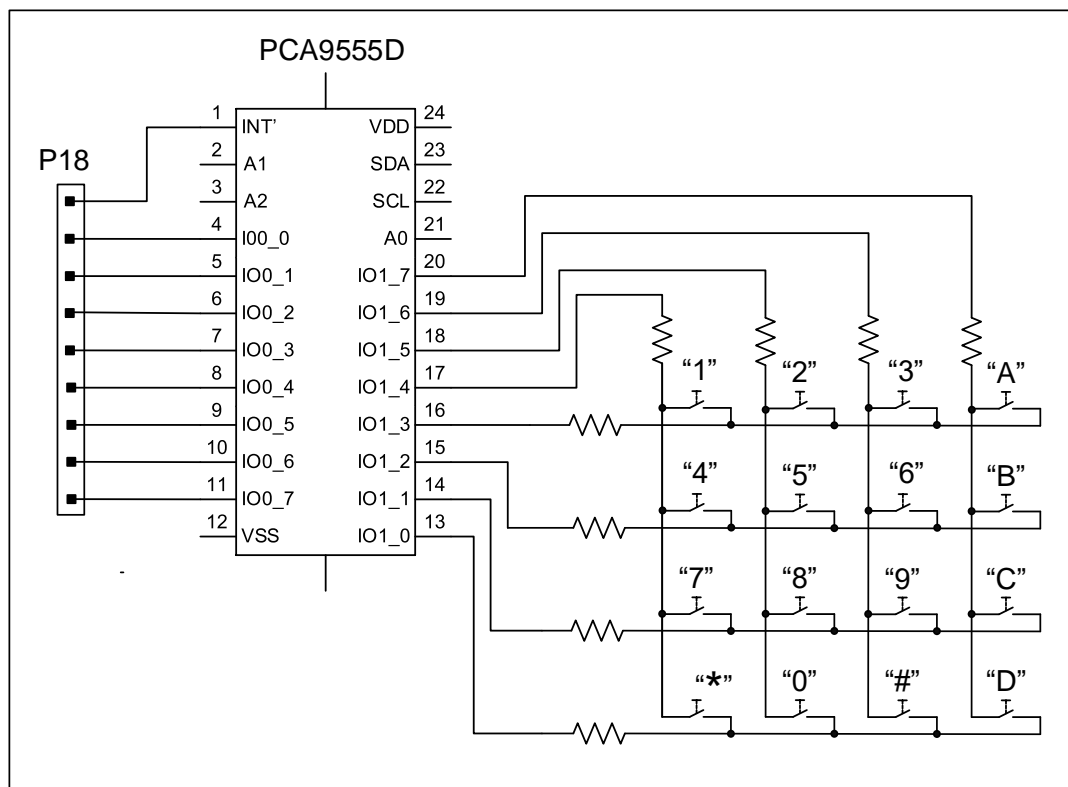 PCA9555D
P18
1 INT’ VDD 24
2 A1 SDA 23
3 A2 SCL 22
4 I00_0 A0 21
5 IO0_1 IO1_7 20
6 IO0_2 IO1_6 19
7 IO0_3 IO1_5 18
8 IO0_4 IO1_4 17
9 IO0_5 IO1_3 16
10 IO0_6 IO1_2 15
11 IO0_7 IO1_1 14
12 VSS IO1_0 13
“1” “2” “3” “A”
“4” “5” “6” “B”
“7” “8” “9” “C”
“*” “0” “#” “D”